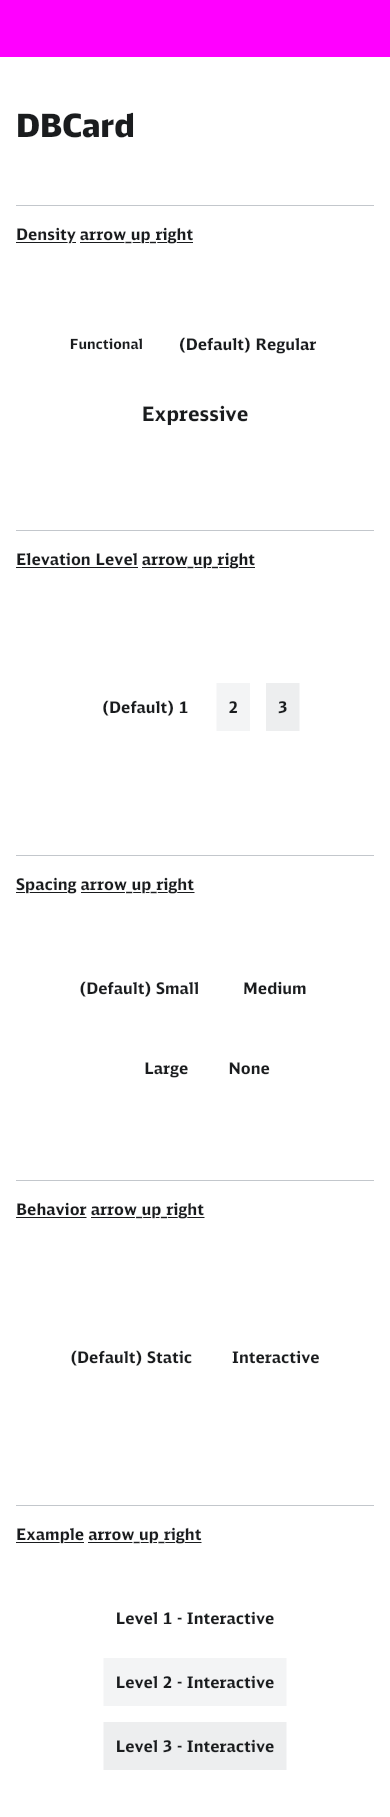 DBCard
Density arrow_up_right
Functional (Default) Regular
Expressive
Elevation Level arrow_up_right
(Default) 1 2 3
Spacing arrow_up_right
(Default) Small Medium
Large None
Behavior arrow_up_right
(Default) Static Interactive
Example arrow_up_right
Level 1 - Interactive
Level 2 - Interactive
Level 3 - Interactive